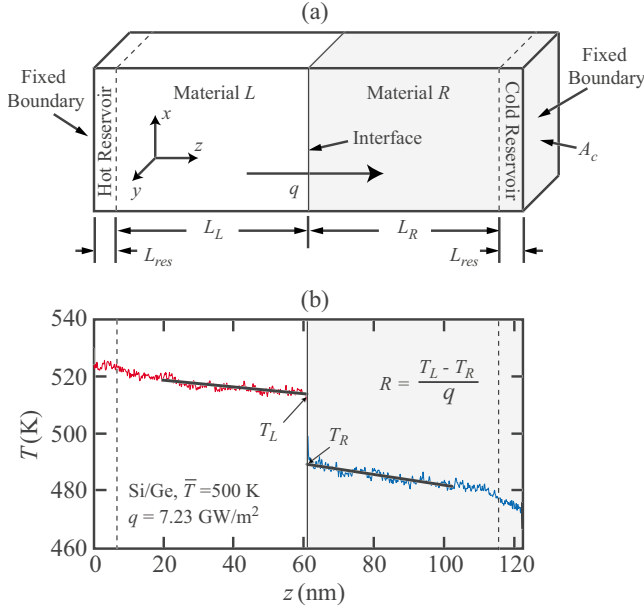 (a)
Fixed
Boundary
Hot Reservoir
Material L
Material R
Cold Reservoir
Fixed
Boundary
x
z
y
Interface
q
A_c
L_L
L_R
L_res
L_res
(b)
540
520
500
480
460
T(K)
T_L
T_R
R = (T_L - T_R)/q
Si/Ge, T̅ =500 K
q = 7.23 GW/m²
0 20 40 60 80 100 120
z (nm)